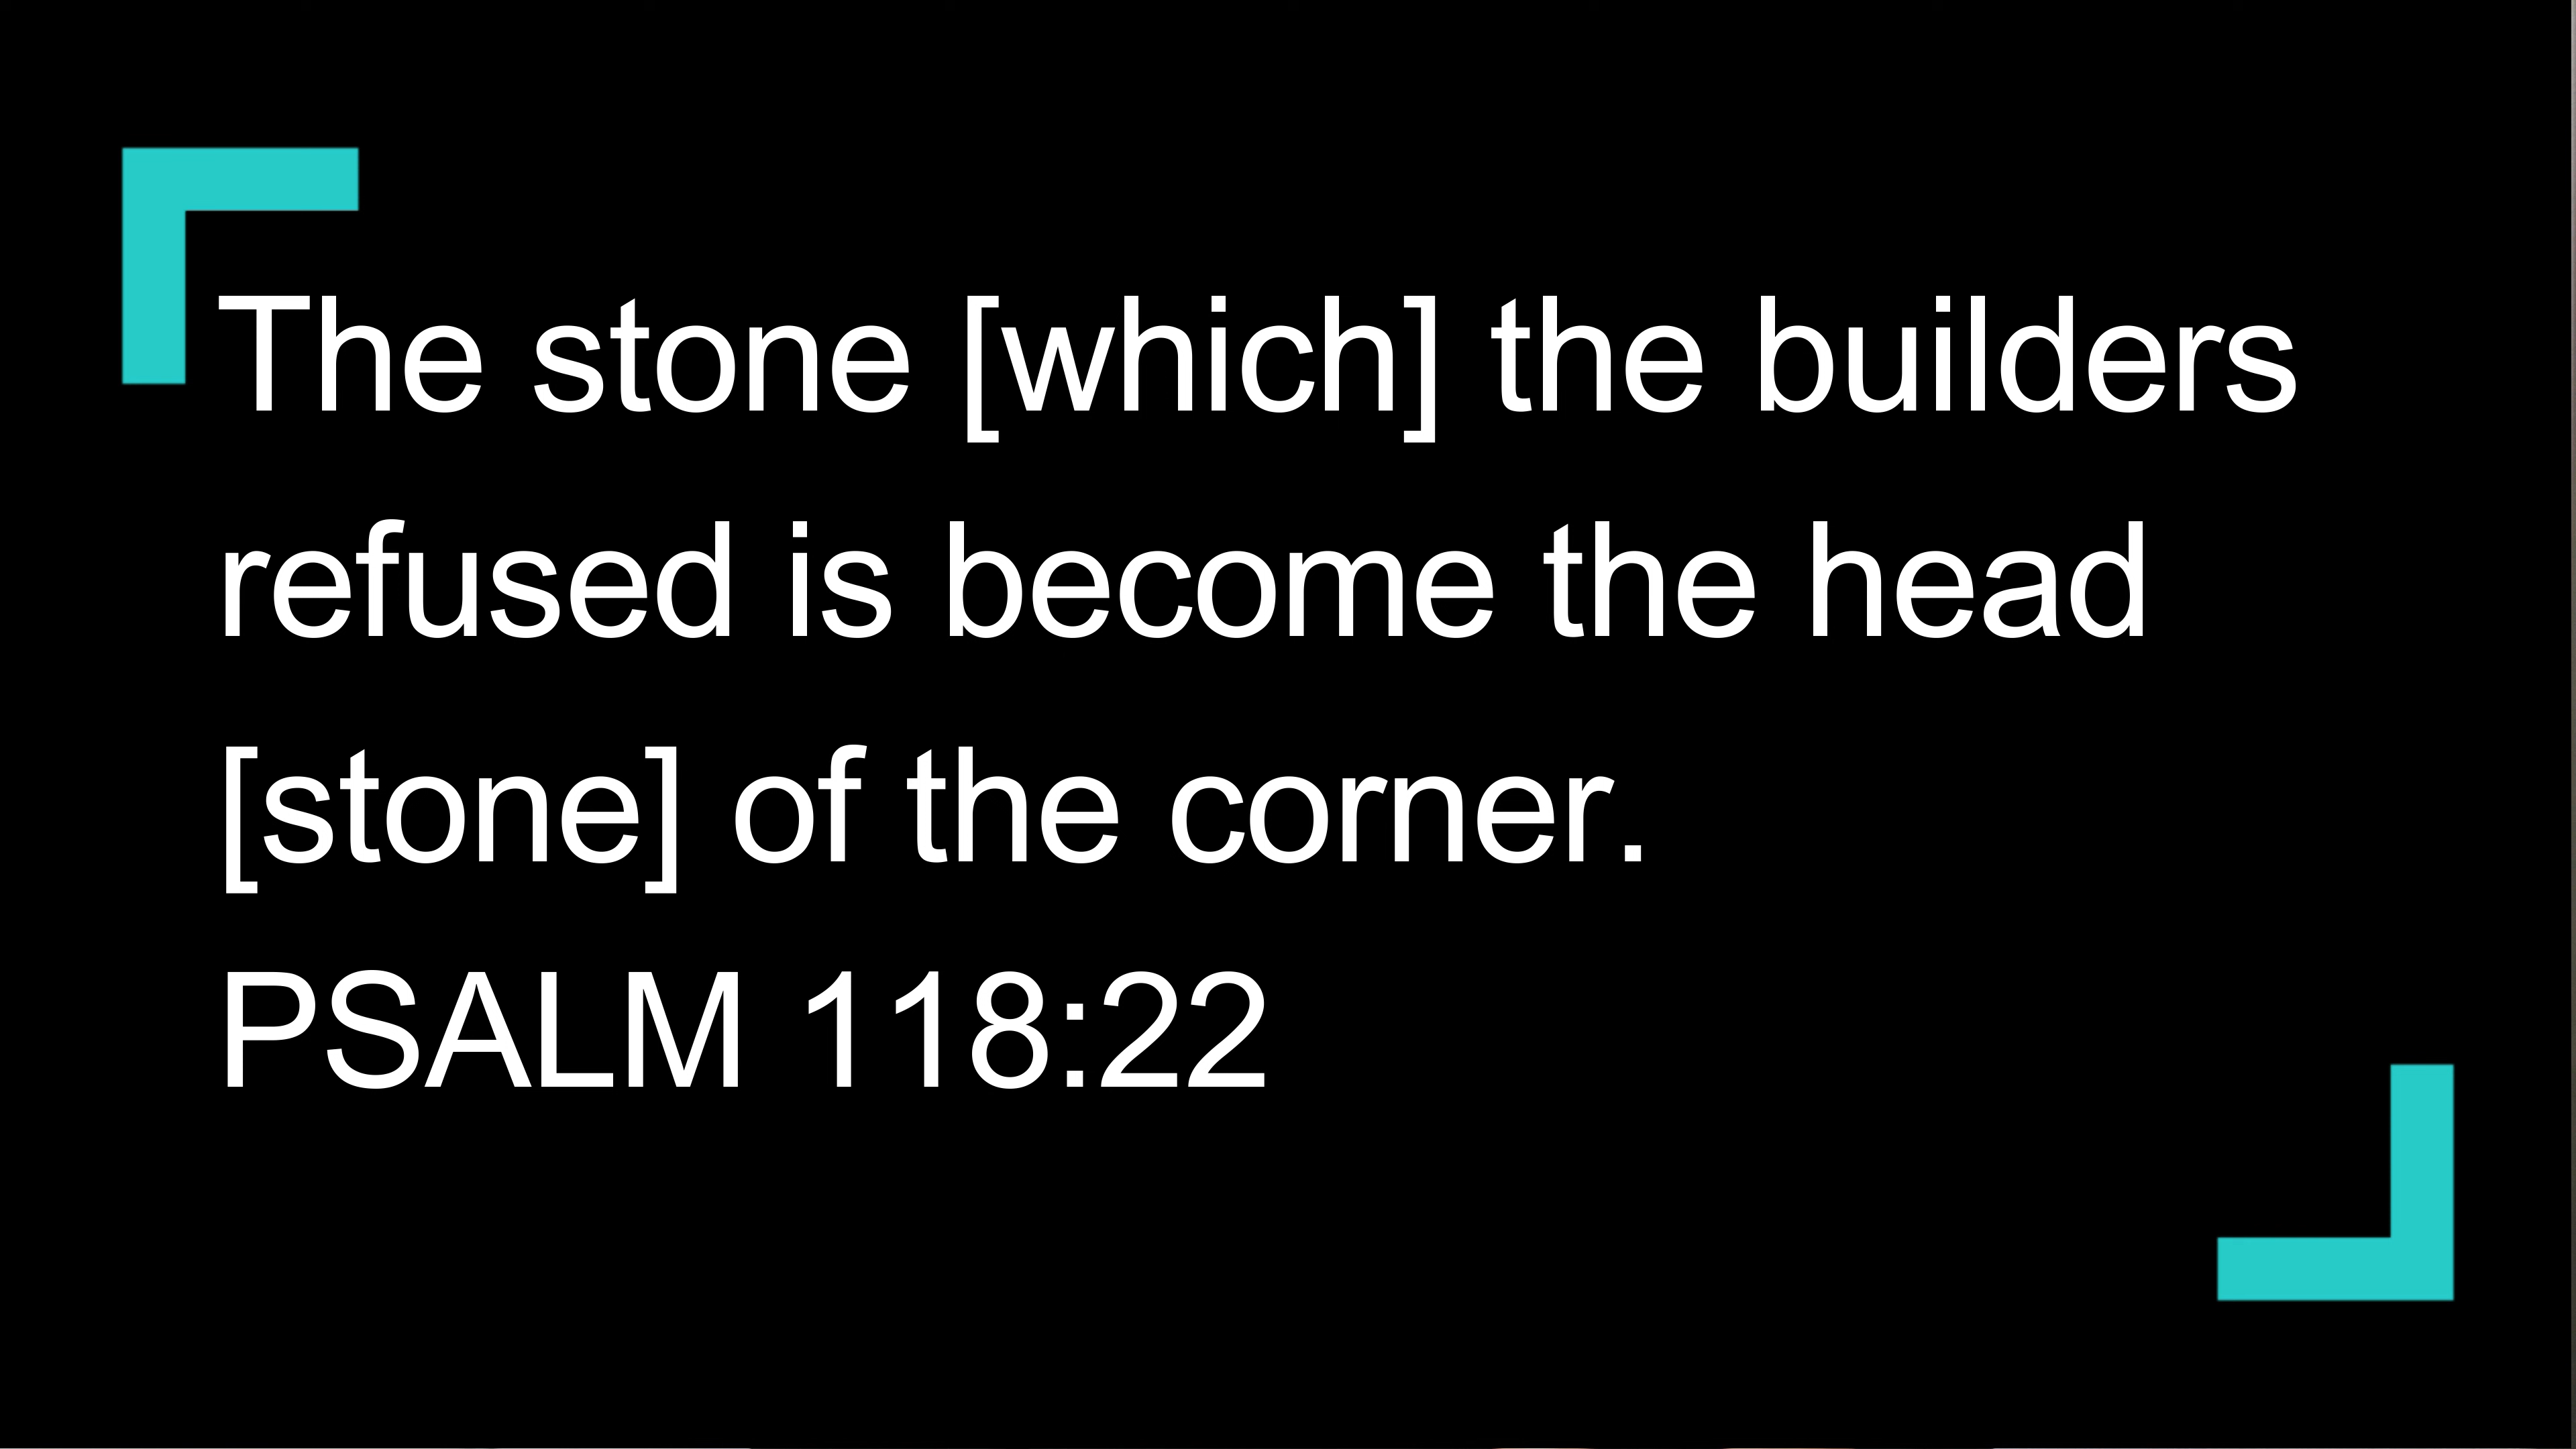 The stone [which] the builders
refused is become the head
[stone] of the corner.
PSALM 118:22